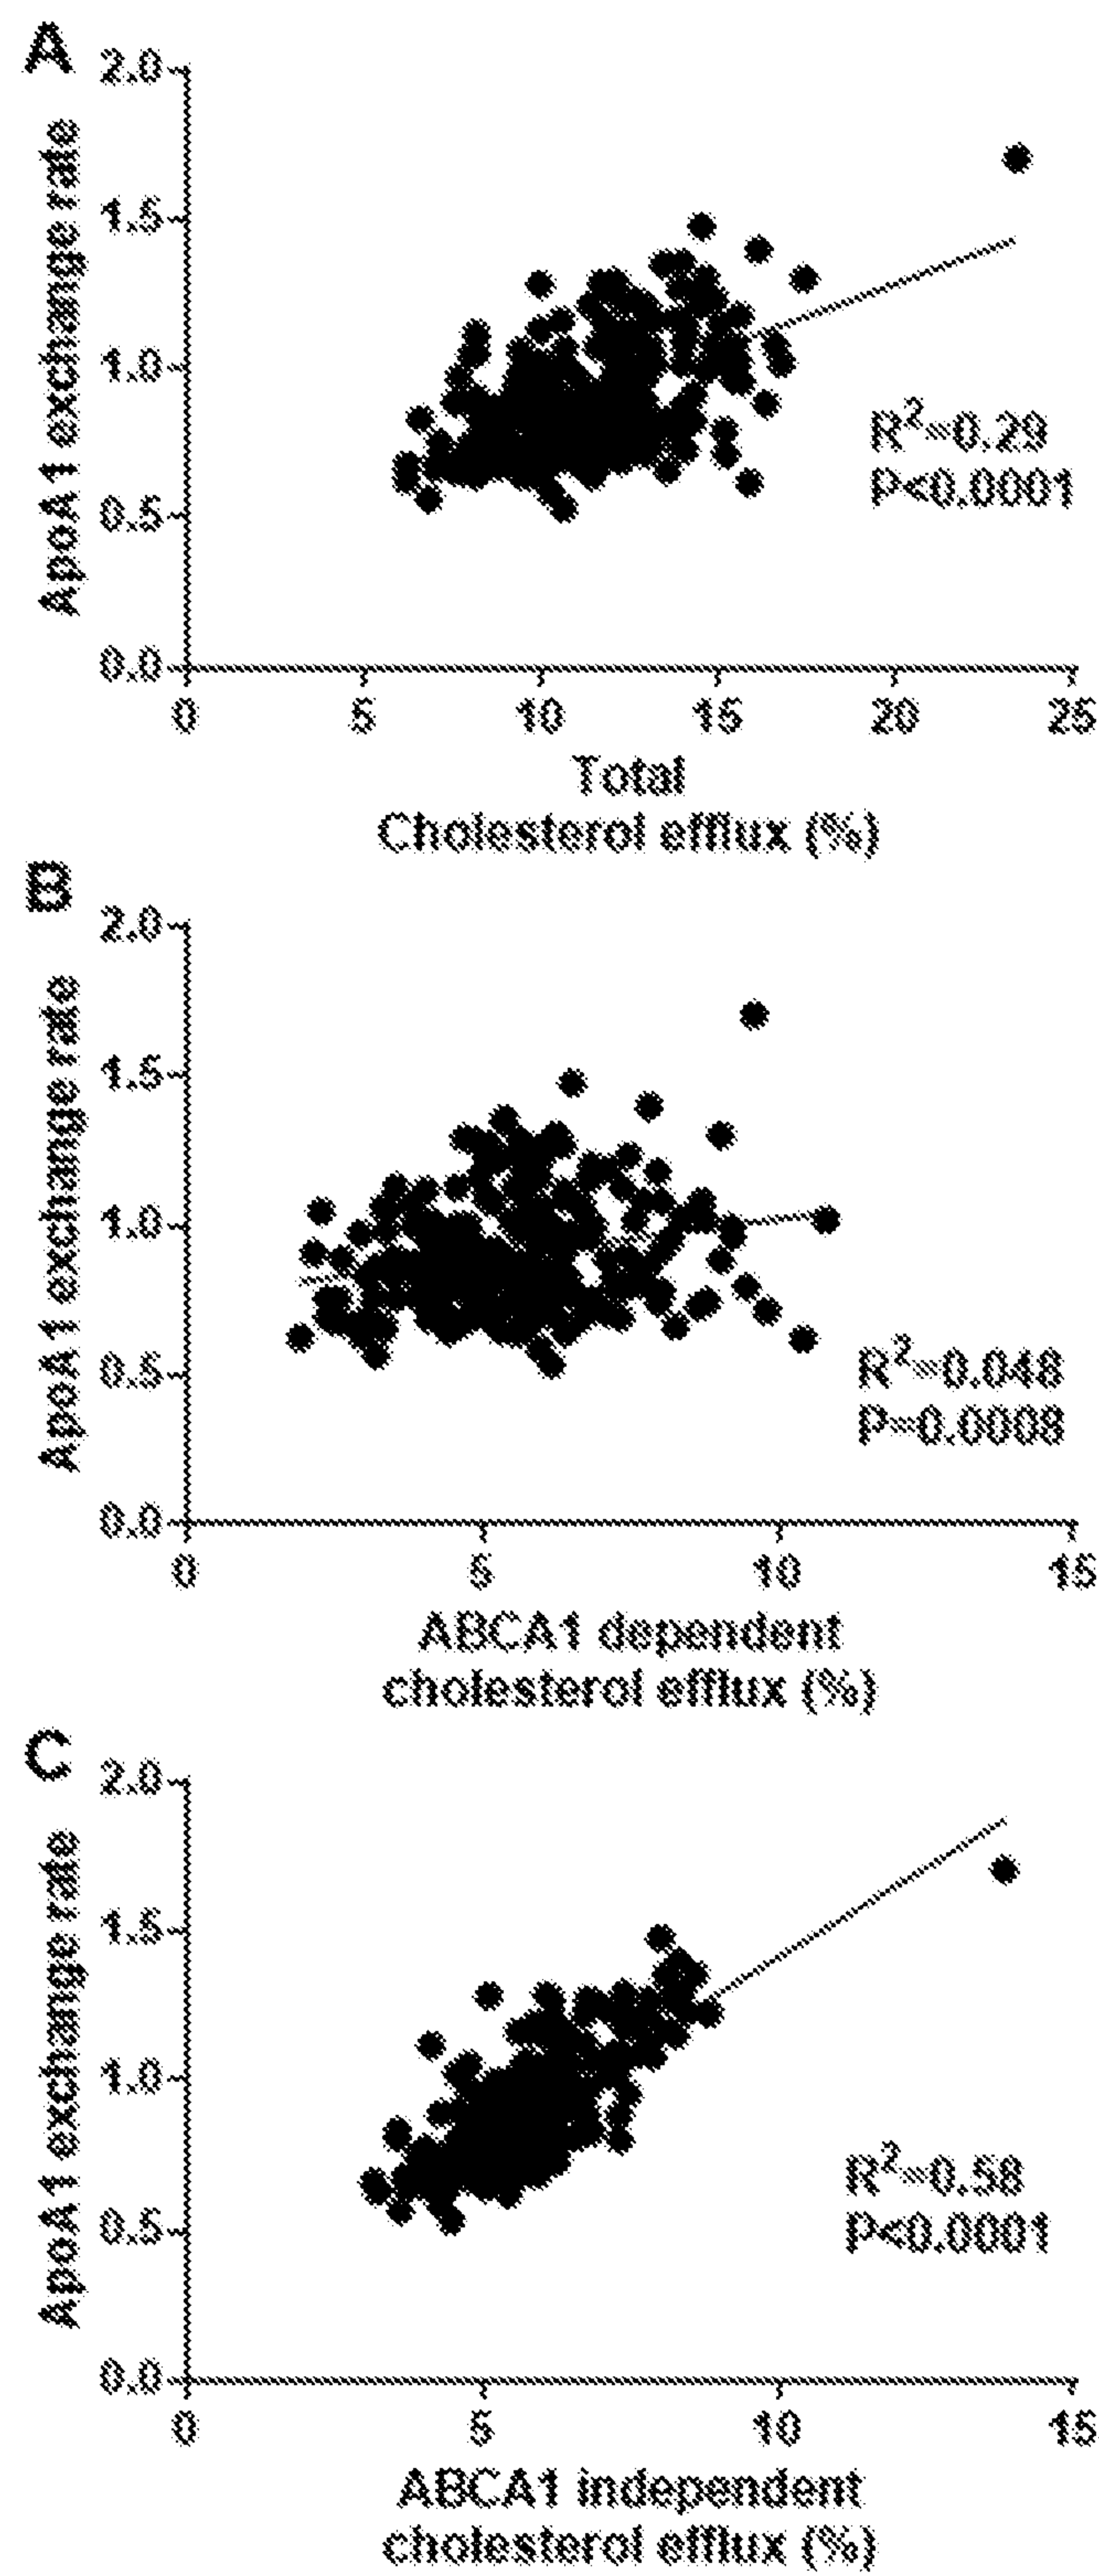 A
2.0
1.5
1.0
0.5
0.0
ApoA1 exchange rate
R²=0.29
P<0.0001
0 5 10 15 20 25
Total
Cholesterol efflux (%)
B
2.0
1.5
1.0
0.5
0.0
ApoA1 exchange rate
R²=0.048
P=0.0008
0 5 10 15
ABCA1 dependent
cholesterol efflux (%)
C
2.0
1.5
1.0
0.5
0.0
ApoA1 exchange rate
R²=0.58
P<0.0001
0 5 10 15
ABCA1 independent
cholesterol efflux (%)